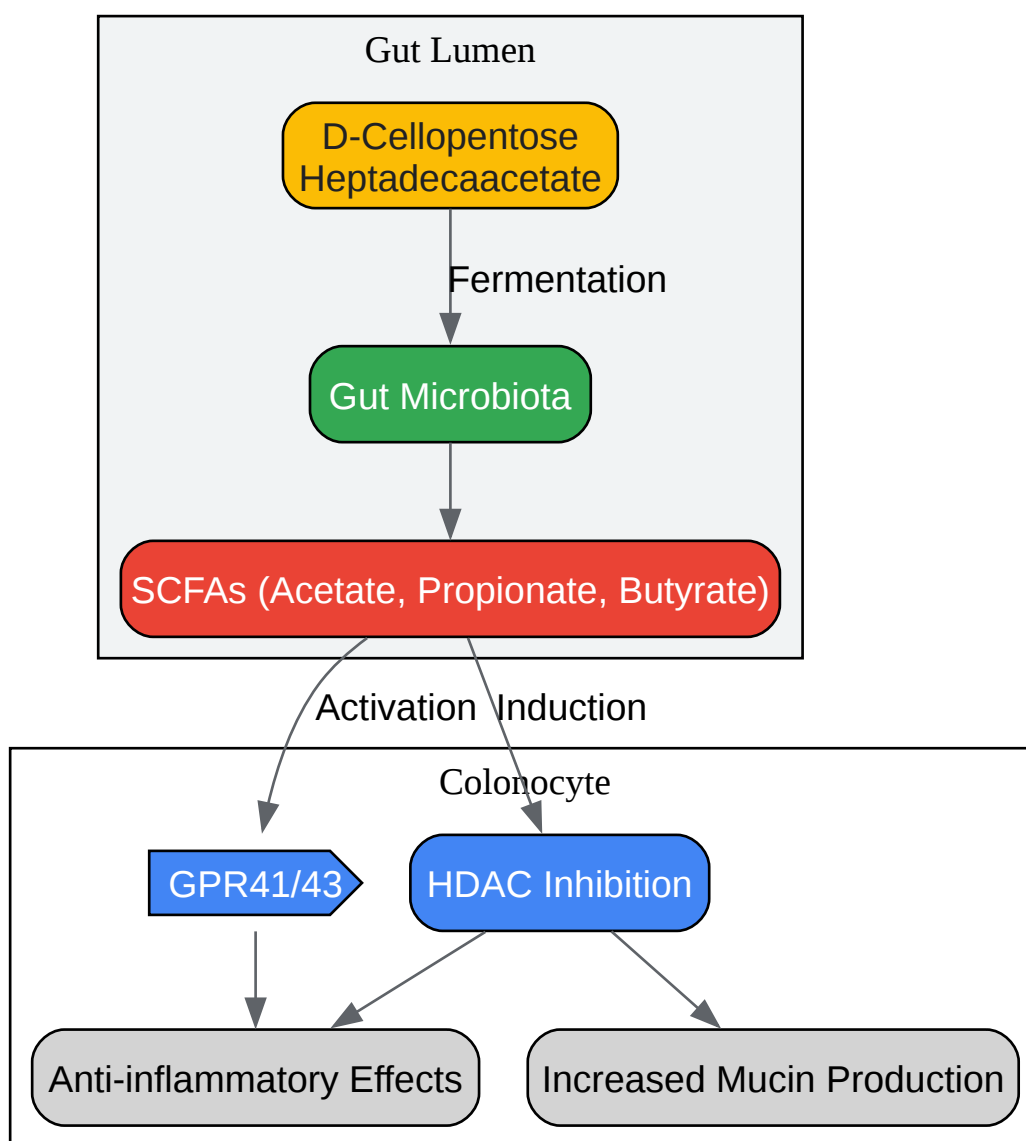 Gut Lumen
D-Cellopentose
Heptadecaacetate
Fermentation
Gut Microbiota
SCFAs (Acetate, Propionate, Butyrate)
Activation
Induction
Colonocyte
GPR41/43
HDAC Inhibition
Anti-inflammatory Effects
Increased Mucin Production